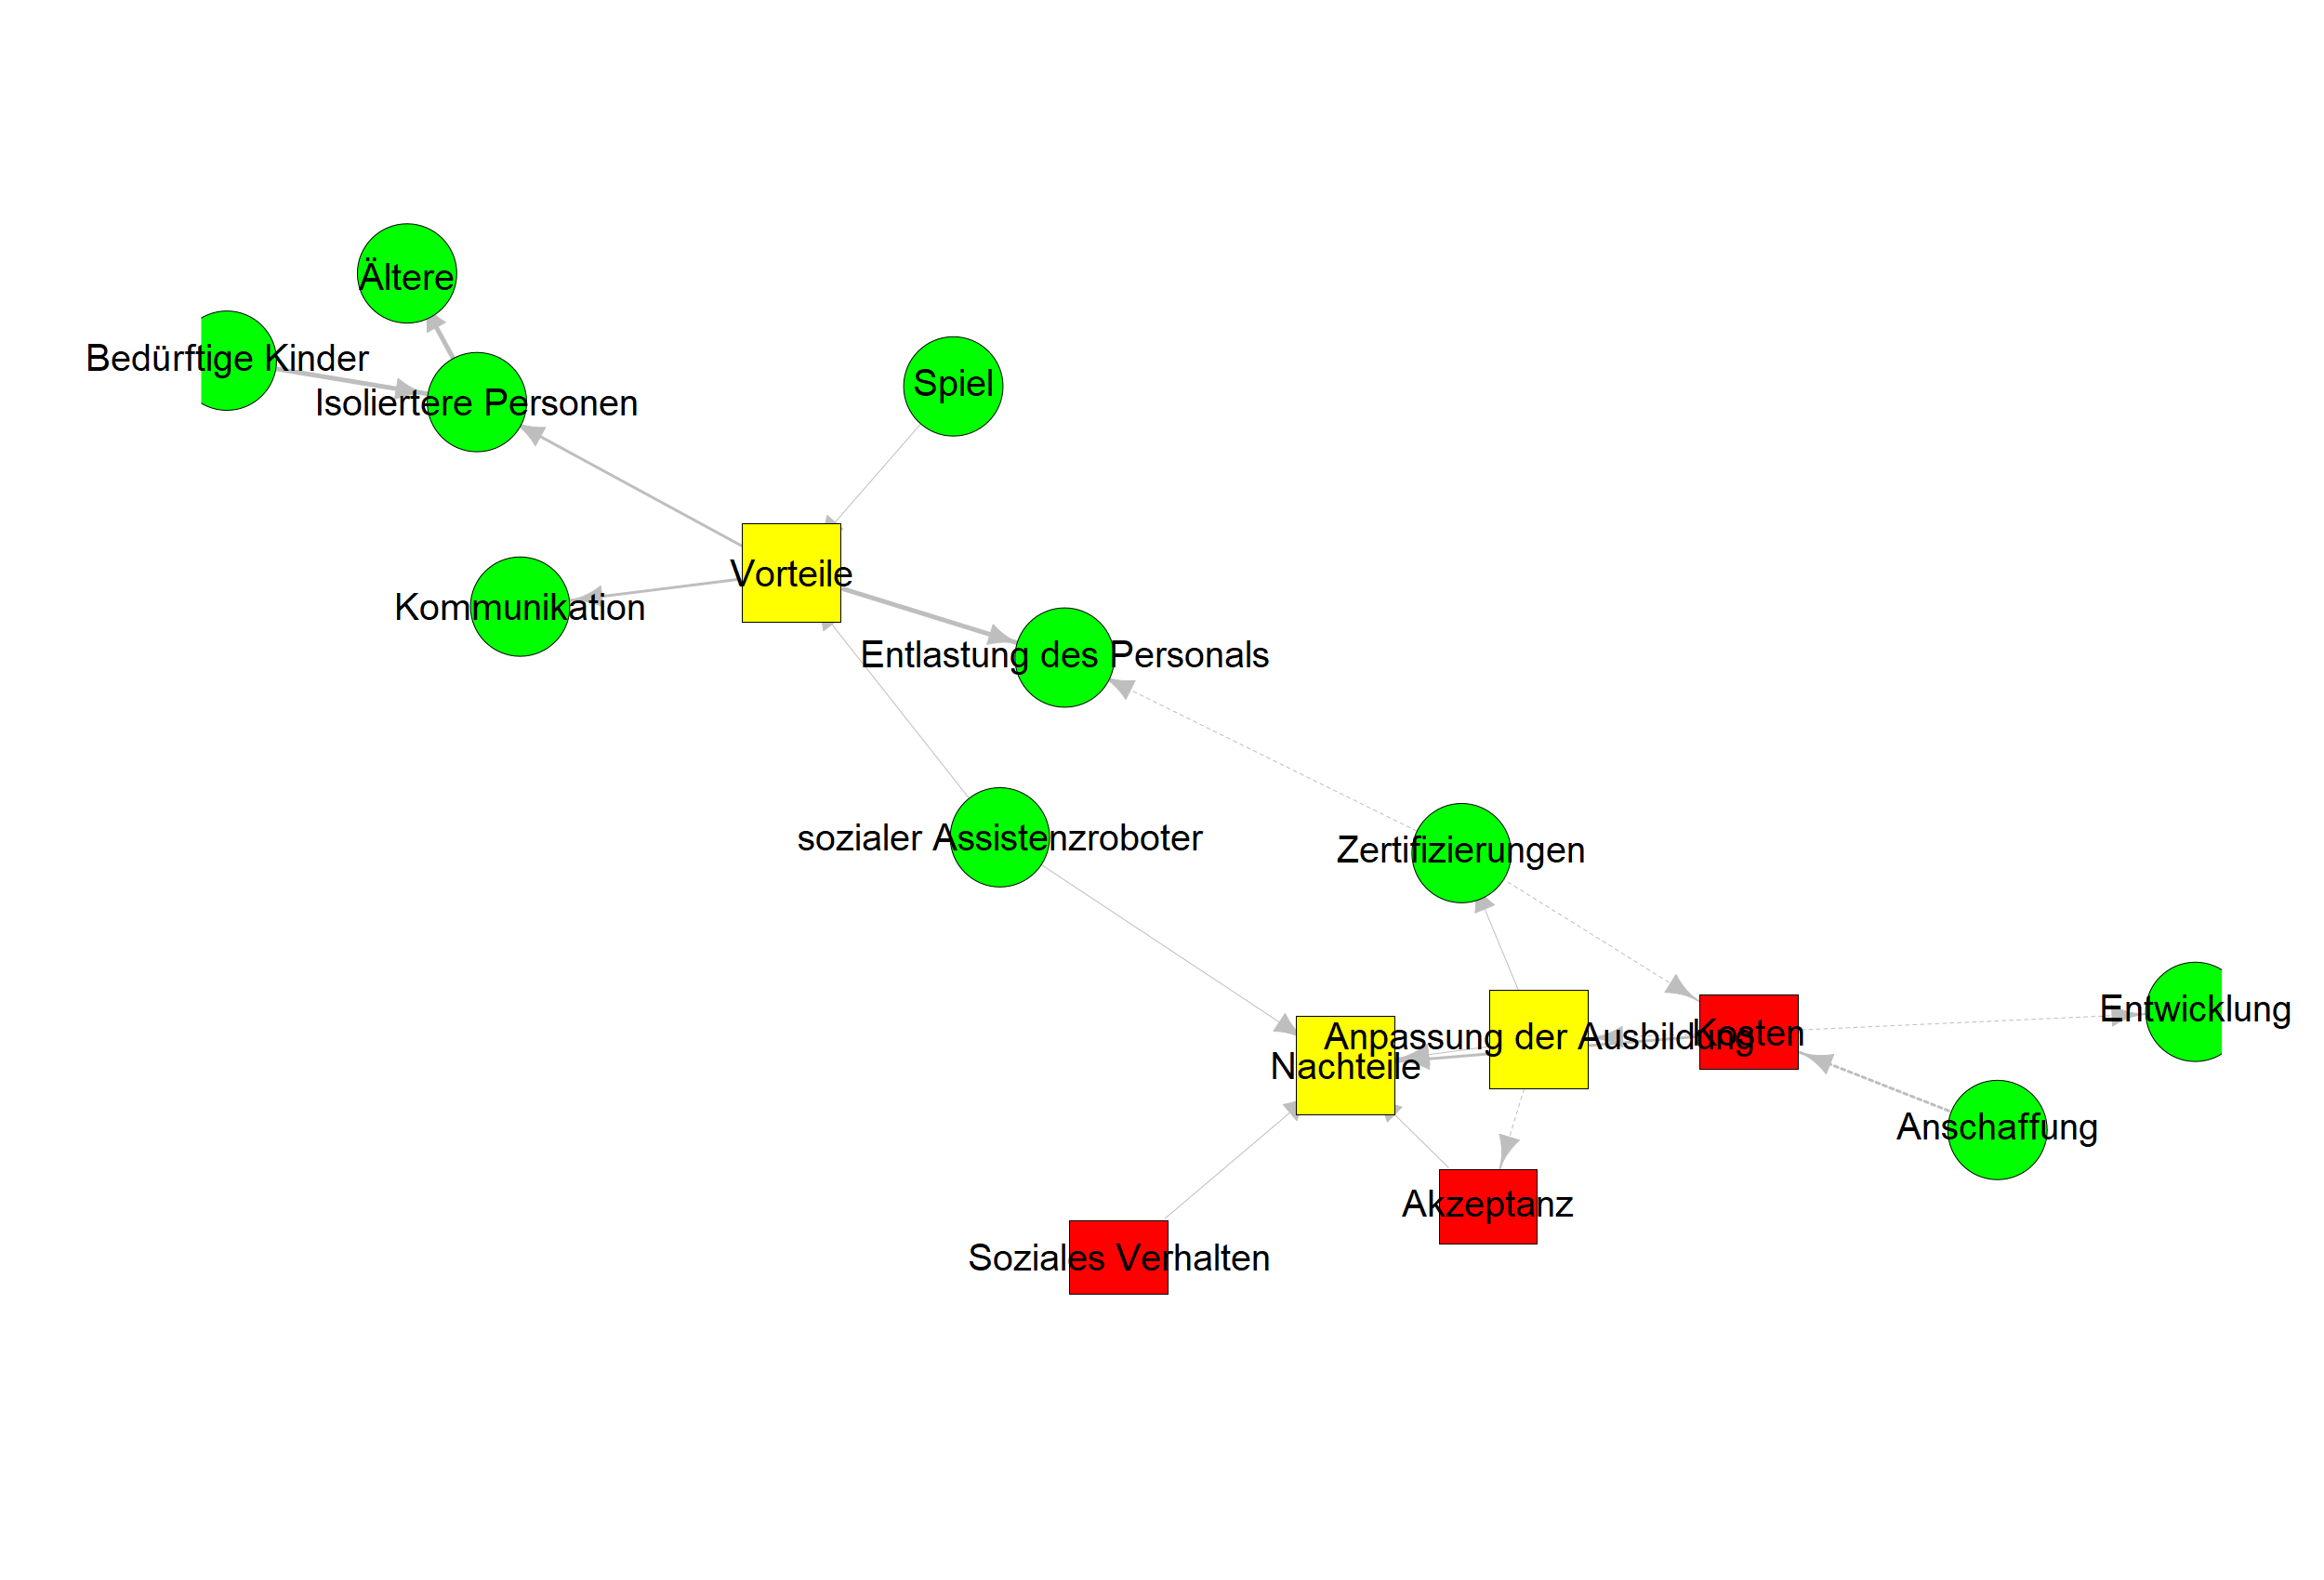 Ältere
Bedürftige Kinder
Isoliertere Personen
Spiel
Vorteile
Kommunikation
Entlastung des Personals
sozialer Assistenzroboter
Zertifizierungen
Entwicklung
Anpassung der Ausbildung
Kosten
Nachteile
Anschaffung
Akzeptanz
Soziales Verhalten